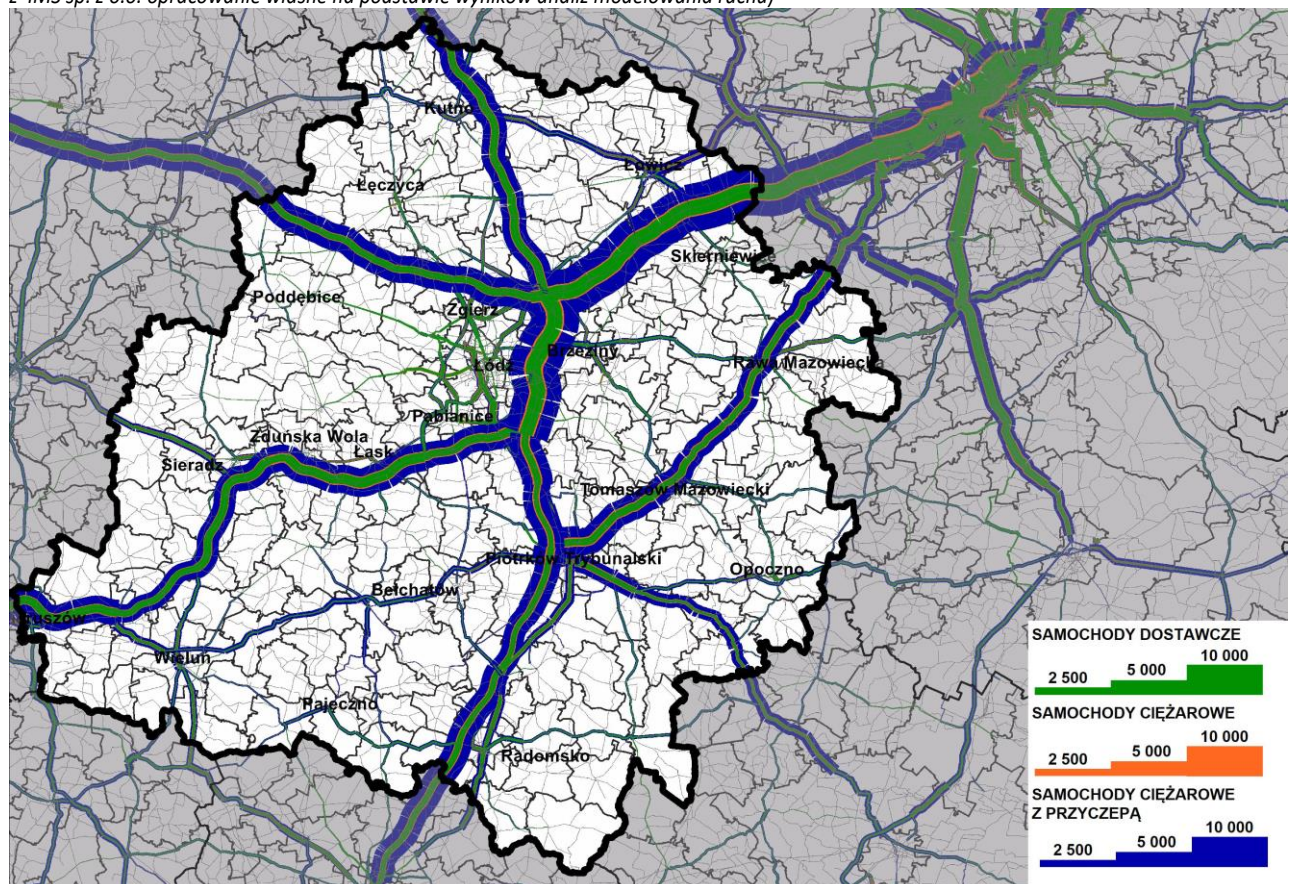 z -IMS sp. z o.o. opracowanie własne na podstawie wyników analiz modelowania ruchu)
Kutno
Łowicz
Łęczyca
Skierniewice
Poddębice
Zgierz
Brzeziny
Łódź
Rawa Mazowiecka
Pabianice
Zduńska Wola
Łask
Sieradz
Tomaszów Mazowiecki
Piotrków Trybunalski
Opoczno
Bełchatów
Wieluń
Pajęczno
Radomsko
SAMOCHODY DOSTAWCZE
2 500 5 000 10 000
SAMOCHODY CIĘŻAROWE
2 500 5 000 10 000
SAMOCHODY CIĘŻAROWE
Z PRZYCZEPĄ
2 500 5 000 10 000